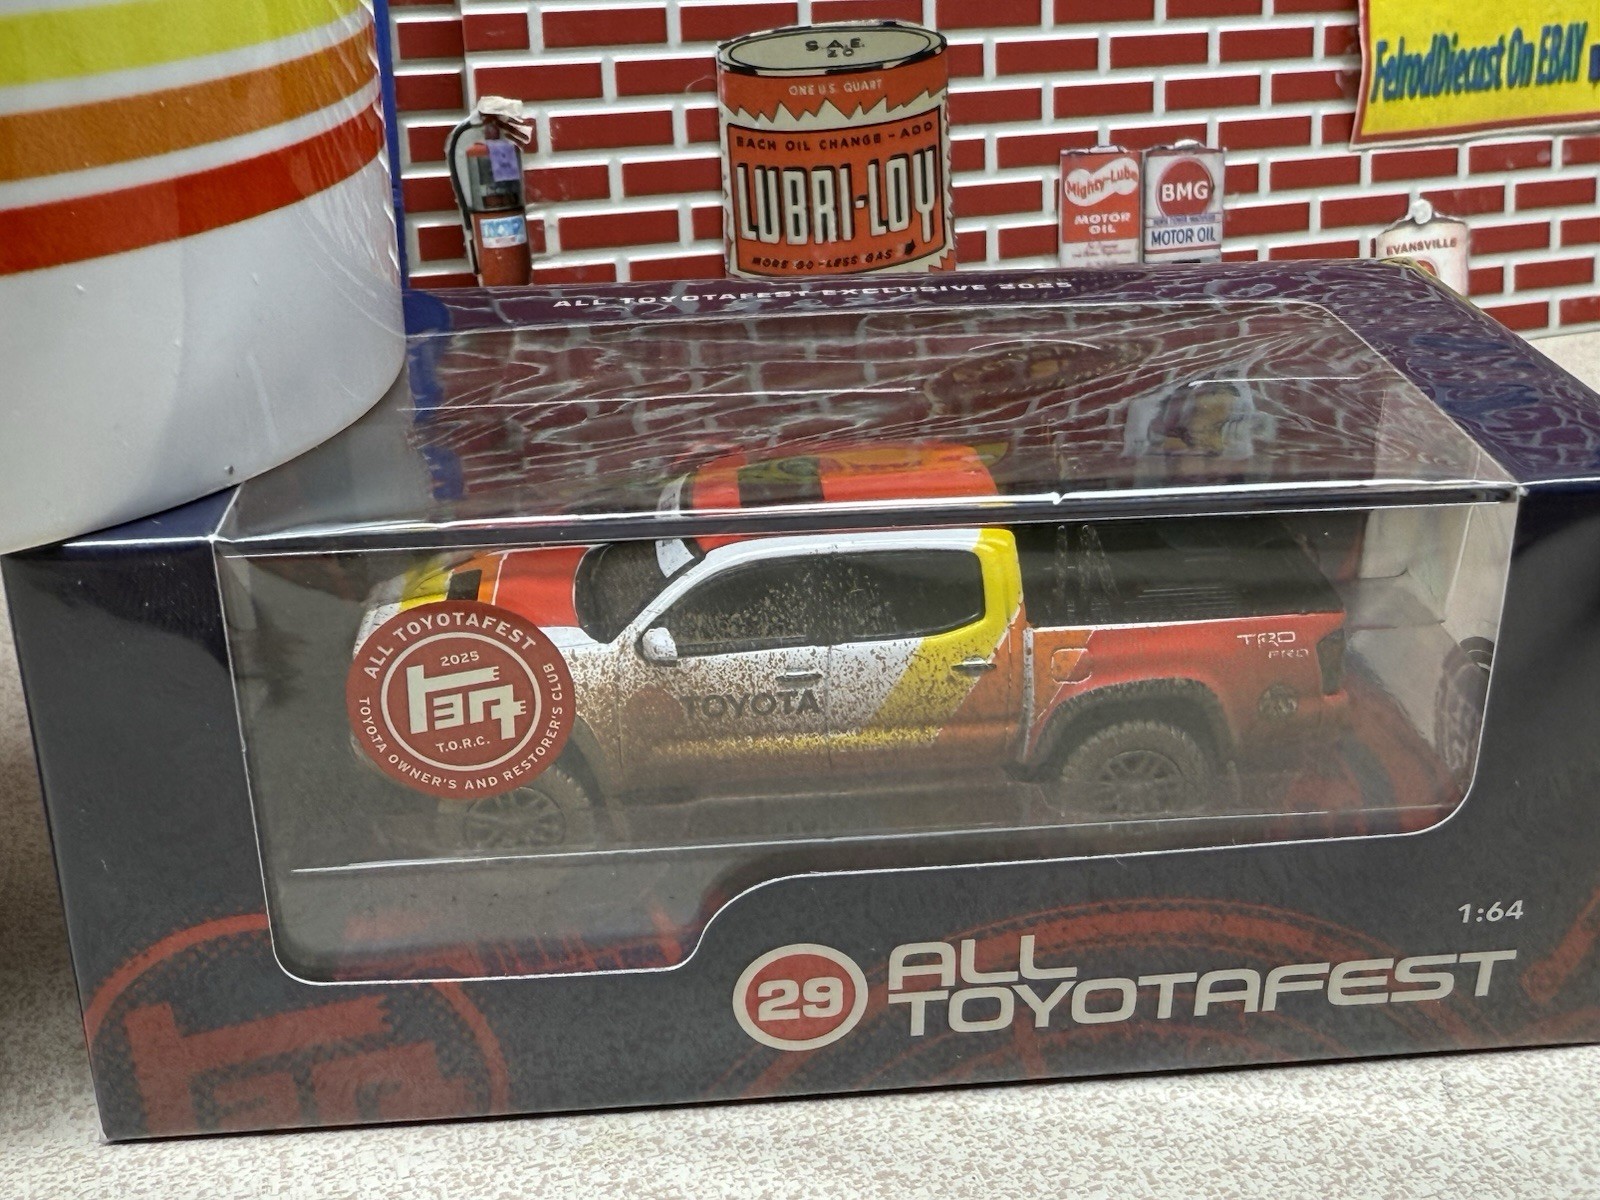 S.A.E.
20
ONE U.S. QUART
EACH OIL CHANGE - ADD
LUBRI-LOY
MORE GO - LESS GAS
FelrodDiecast On EBAY
Mighty-Lube
MOTOR
OIL
BMG
MOTOR OIL
EVANSVILLE
ALL TOYOTAFEST EXCLUSIVE 2025
ALL TOYOTAFEST
2025
TEQ
T.O.R.C.
TOYOTA OWNER'S AND RESTORER'S CLUB
TOYOTA
TRD
PRO
1:64
29
ALL
TOYOTAFEST